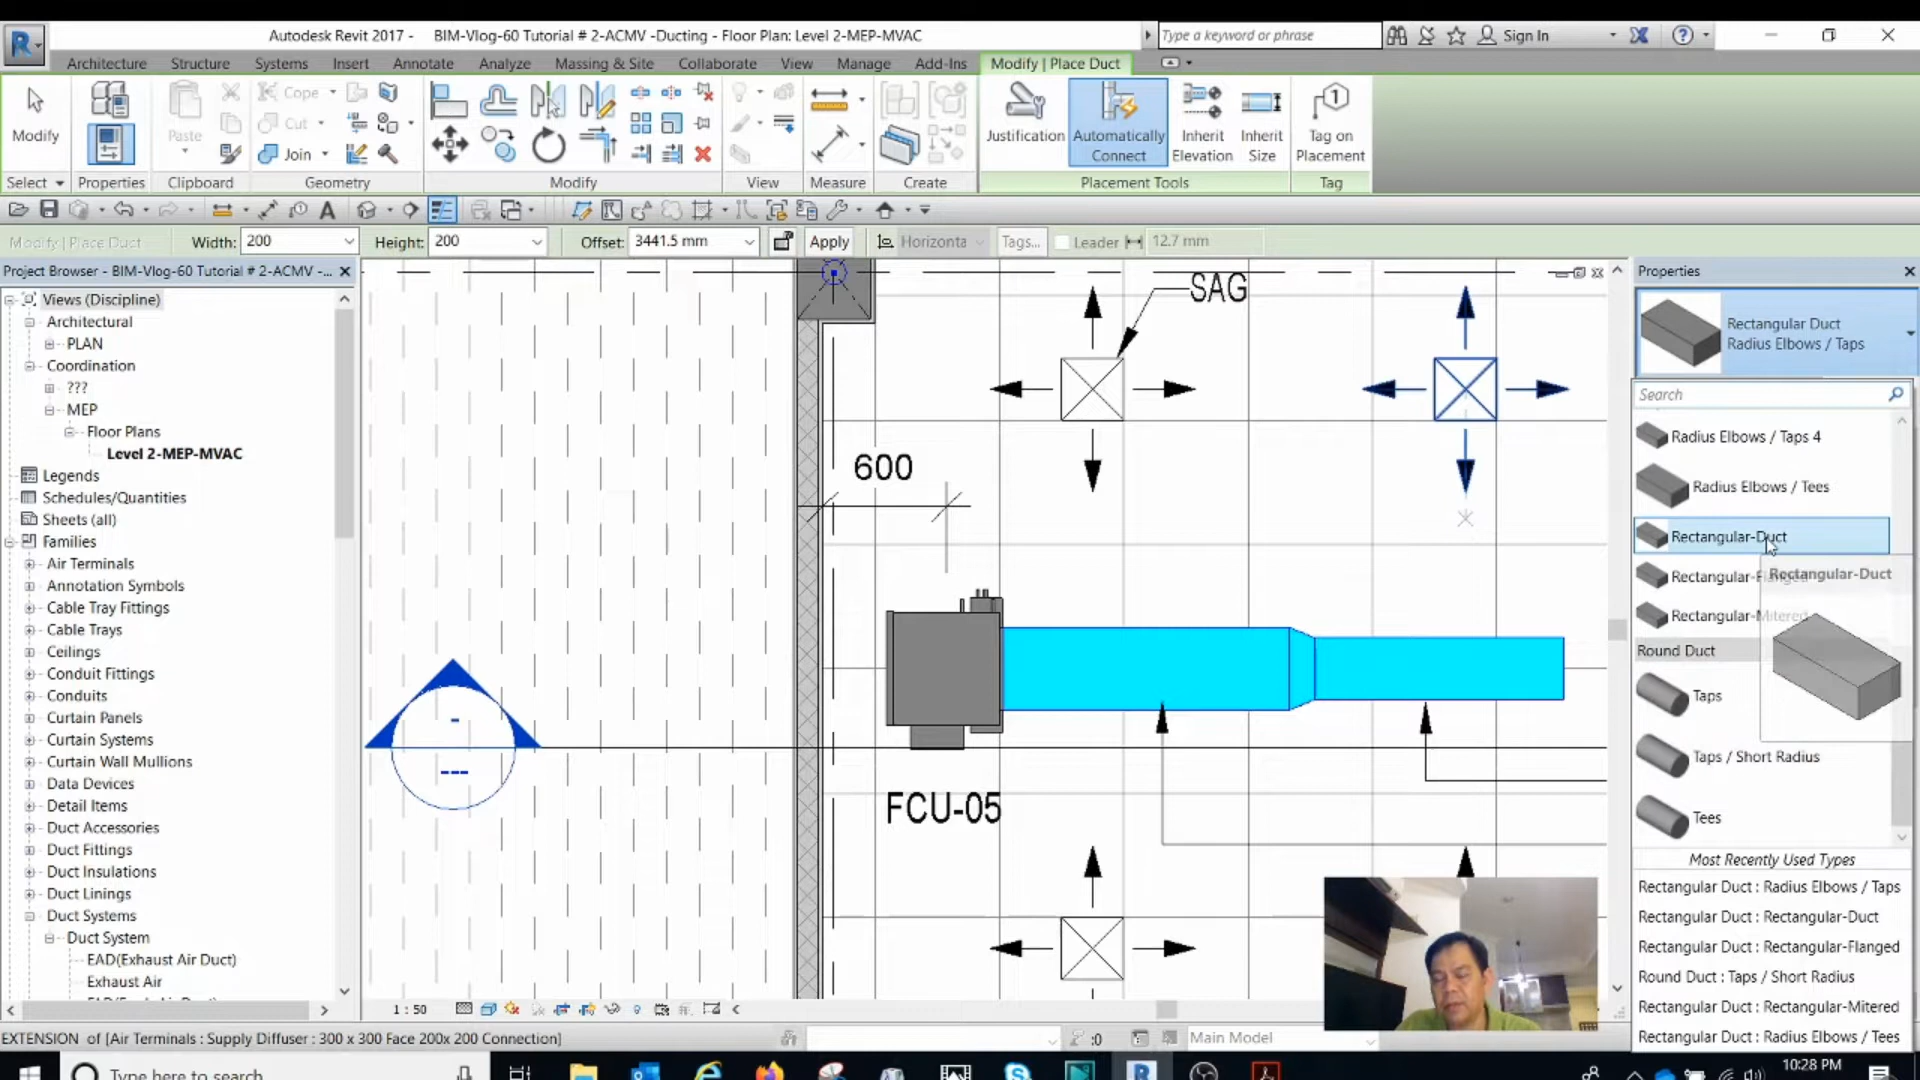 Autodesk Revit 2017 - BIM-Vlog-60 Tutorial # 2-ACMV -Ducting - Floor Plan: Level 2-MEP-MVAC
Type a keyword or phrase
Sign In
Architecture Structure Systems Insert Annotate Analyze Massing & Site Collaborate View Manage Add-Ins Modify | Place Duct
Modify
Paste
Cope
Cut
Join
Justification
Automatically
Connect
Inherit
Elevation
Inherit
Size
Tag on
Placement
Select Properties Clipboard Geometry Modify View Measure Create Placement Tools Tag
Modify | Place Duct Width: 200 Height: 200 Offset: 3441.5 mm Apply Horizonta Tags... Leader 12.7 mm
Project Browser - BIM-Vlog-60 Tutorial # 2-ACMV -...
Views (Discipline)
Architectural
PLAN
Coordination
???
MEP
Floor Plans
Level 2-MEP-MVAC
Legends
Schedules/Quantities
Sheets (all)
Families
Air Terminals
Annotation Symbols
Cable Tray Fittings
Cable Trays
Ceilings
Conduit Fittings
Conduits
Curtain Panels
Curtain Systems
Curtain Wall Mullions
Data Devices
Detail Items
Duct Accessories
Duct Fittings
Duct Insulations
Duct Linings
Duct Systems
Duct System
EAD(Exhaust Air Duct)
Exhaust Air
SAG
600
FCU-05
Properties
Rectangular Duct
Radius Elbows / Taps
Search
Radius Elbows / Taps 4
Radius Elbows / Tees
Rectangular-Duct
Rectangular-Flanged
Rectangular-Duct
Rectangular-Mitered
Round Duct
Taps
Taps / Short Radius
Tees
Most Recently Used Types
Rectangular Duct : Radius Elbows / Taps
Rectangular Duct : Rectangular-Duct
Rectangular Duct : Rectangular-Flanged
Round Duct : Taps / Short Radius
Rectangular Duct : Rectangular-Mitered
Rectangular Duct : Radius Elbows / Tees
1 : 50
EXTENSION of [Air Terminals : Supply Diffuser : 300 x 300 Face 200x 200 Connection]
:0
Main Model
Type here to search
10:28 PM